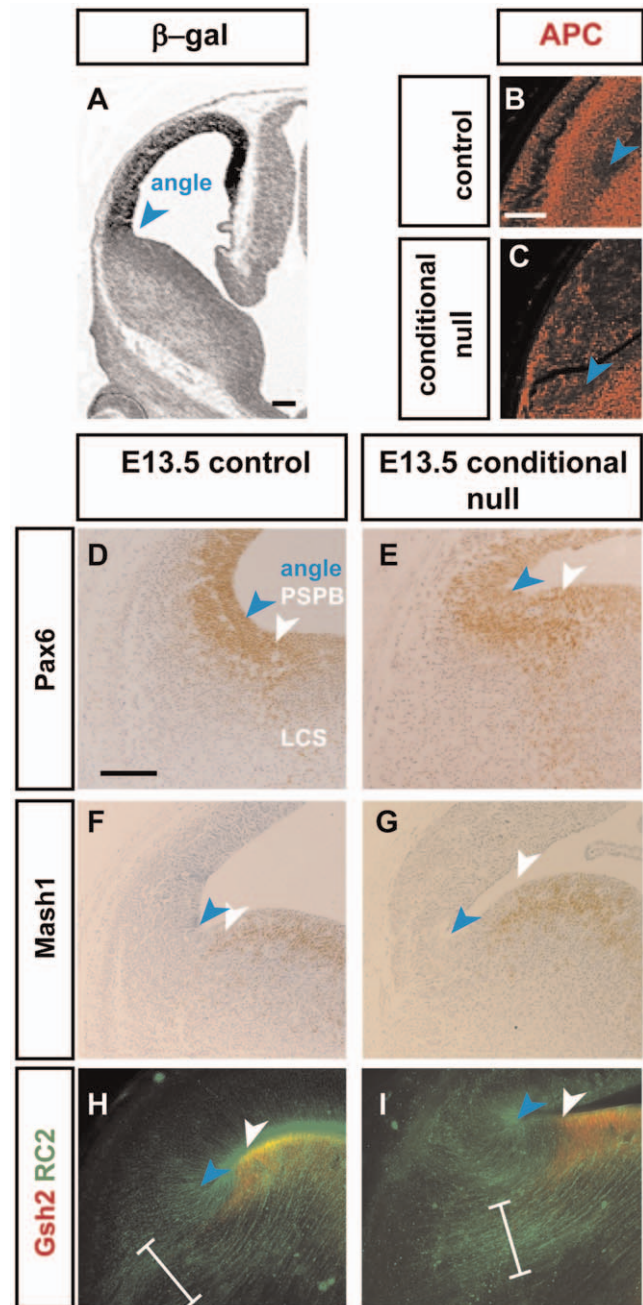 β–gal
APC
A
angle
control
B
conditional
null
C
E13.5 control
E13.5 conditional
null
Pax6
D
angle
PSPB
LCS
E
Mash1
F
G
Gsh2 RC2
H
I